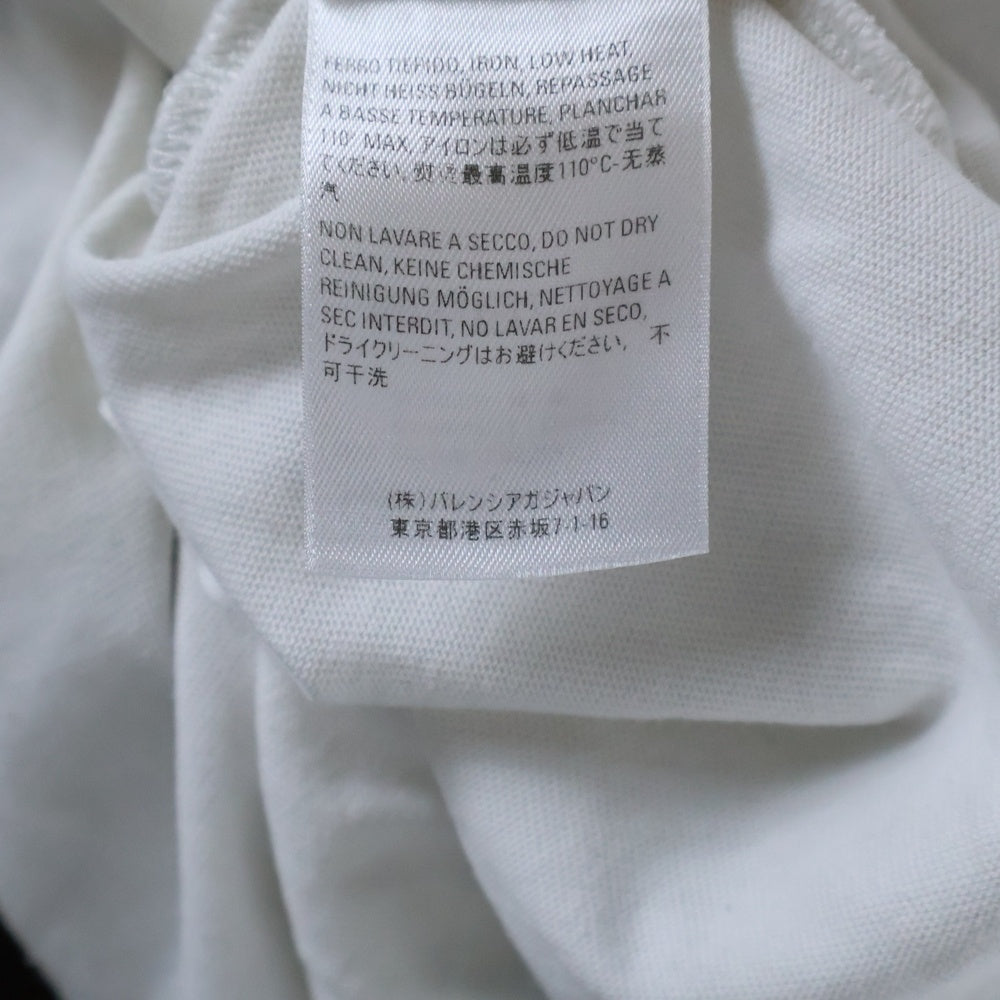 FERRO TIEPIDO, IRON, LOW HEAT,
NICHT HEISS BÜGELN, REPASSAGE
A BASSE TEMPERATURE, PLANCHAR
110° MAX, アイロンは必ず低温で当て
てください, 熨 최高温度110°C-无蒸
汽
NON LAVARE A SECCO, DO NOT DRY
CLEAN, KEINE CHEMISCHE
REINIGUNG MÖGLICH, NETTOYAGE A
SEC INTERDIT, NO LAVAR EN SECO,
ドライクリーニングはお避けください, 不
可干洗
(株)バレンシアガジャパン
東京都港区赤坂7-1-16